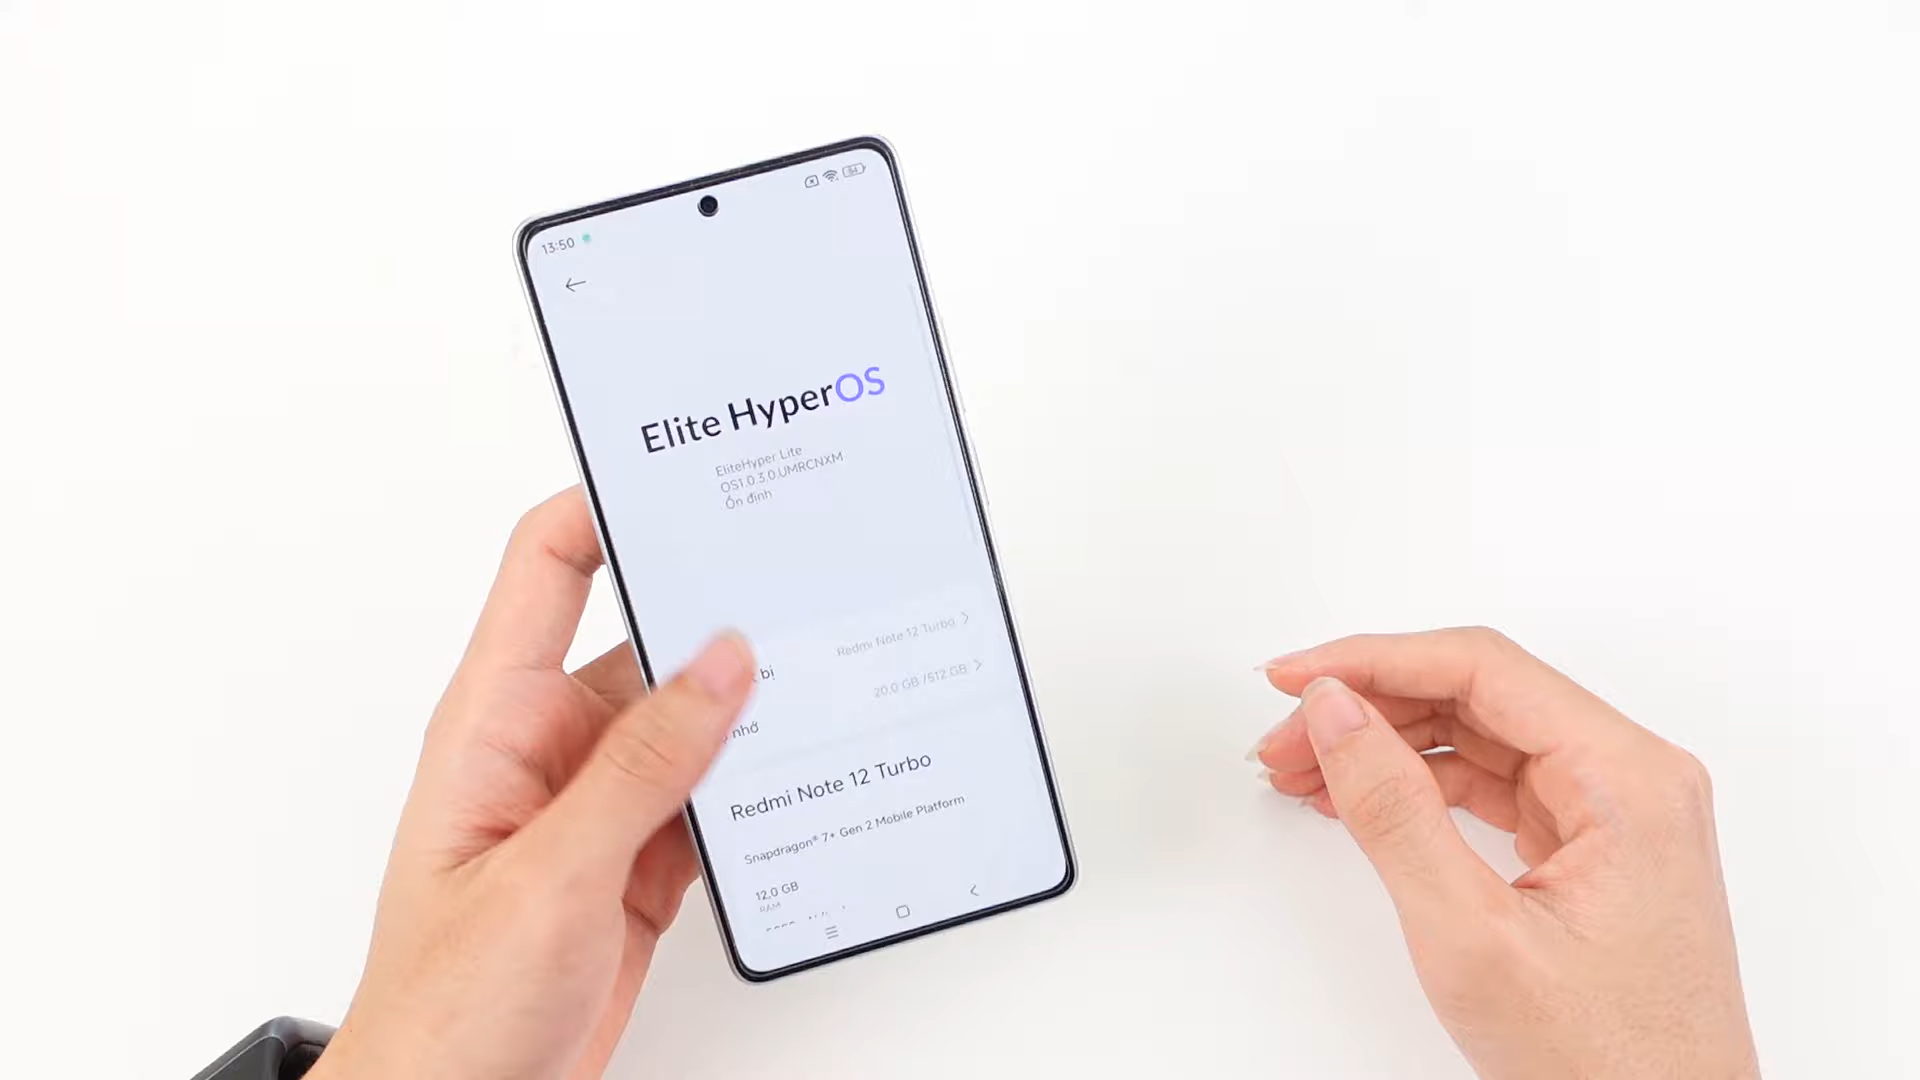 13:50
54
Elite HyperOS
EliteHyper Lite
OS1.0.3.0.UMRCNXM
Ổn định
bị
Redmi Note 12 Turbo
nhớ
20,0 GB /512 GB
Redmi Note 12 Turbo
Snapdragon® 7+ Gen 2 Mobile Platform
12,0 GB
RAM